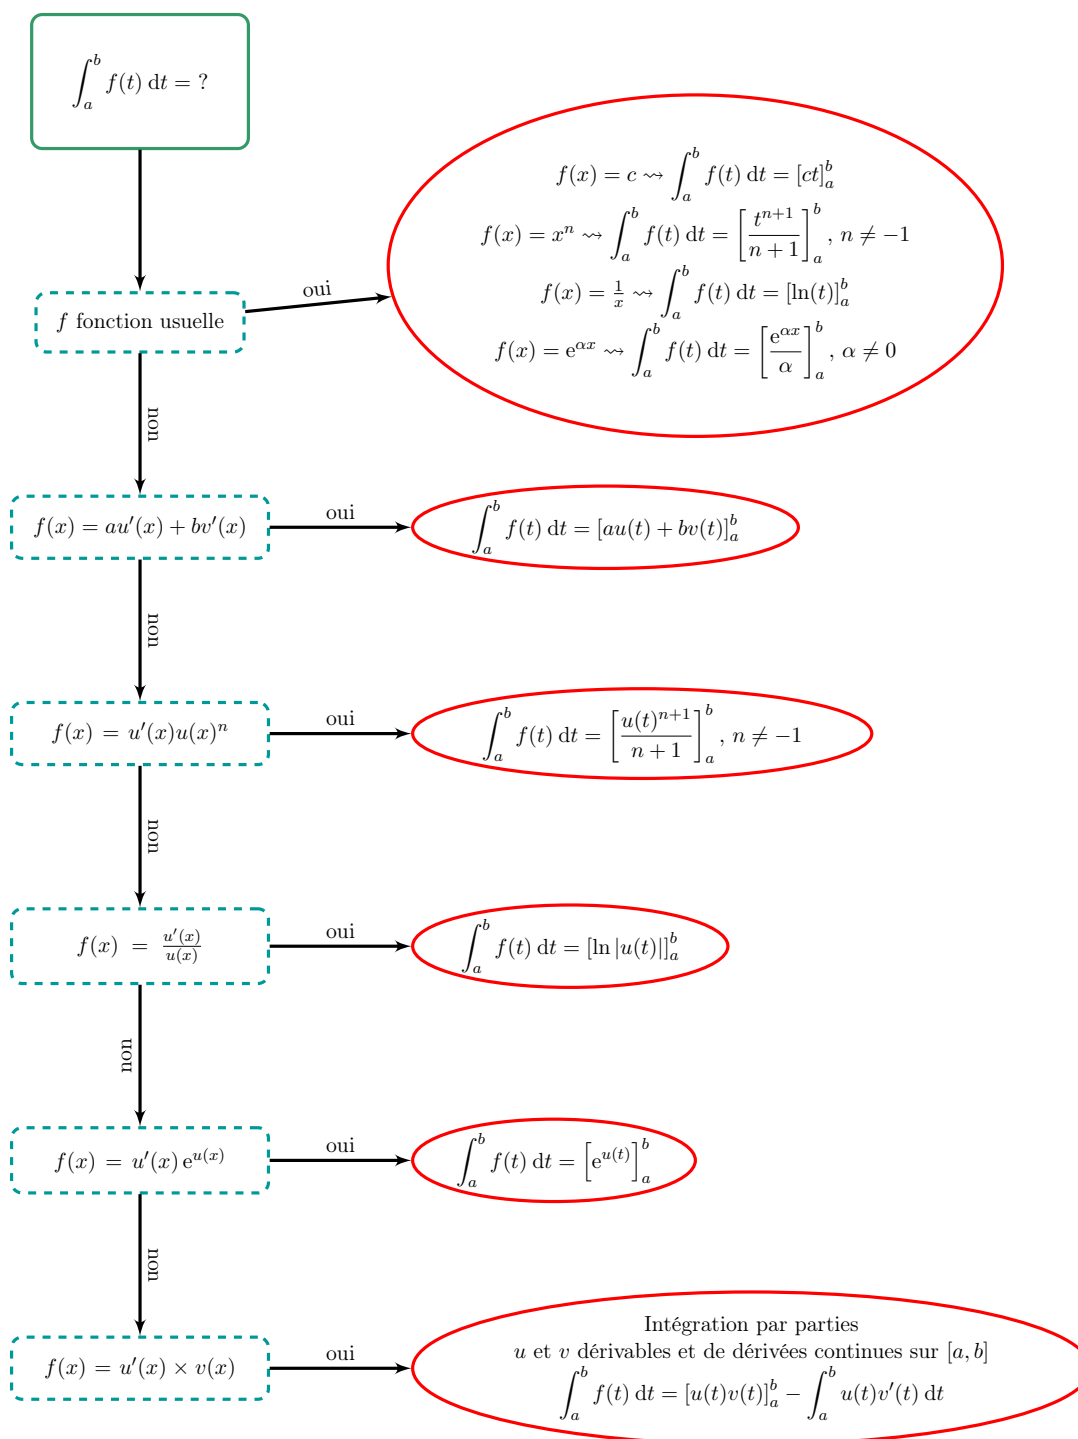 ∫_a^b f(t) dt = ?
f(x) = c ⇝ ∫_a^b f(t) dt = [ct]_a^b
f(x) = x^n ⇝ ∫_a^b f(t) dt = [t^{n+1}/(n+1)]_a^b, n ≠ −1
f(x) = 1/x ⇝ ∫_a^b f(t) dt = [ln(t)]_a^b
f(x) = e^{αx} ⇝ ∫_a^b f(t) dt = [e^{αx}/α]_a^b, α ≠ 0
oui
f fonction usuelle
non
f(x) = au′(x) + bv′(x)
oui
∫_a^b f(t) dt = [au(t) + bv(t)]_a^b
non
f(x) = u′(x)u(x)^n
oui
∫_a^b f(t) dt = [u(t)^{n+1}/(n+1)]_a^b, n ≠ −1
non
f(x) = u′(x)/u(x)
oui
∫_a^b f(t) dt = [ln |u(t)|]_a^b
non
f(x) = u′(x) e^{u(x)}
oui
∫_a^b f(t) dt = [e^{u(t)}]_a^b
non
f(x) = u′(x) × v(x)
oui
Intégration par parties
u et v dérivables et de dérivées continues sur [a, b]
∫_a^b f(t) dt = [u(t)v(t)]_a^b − ∫_a^b u(t)v′(t) dt